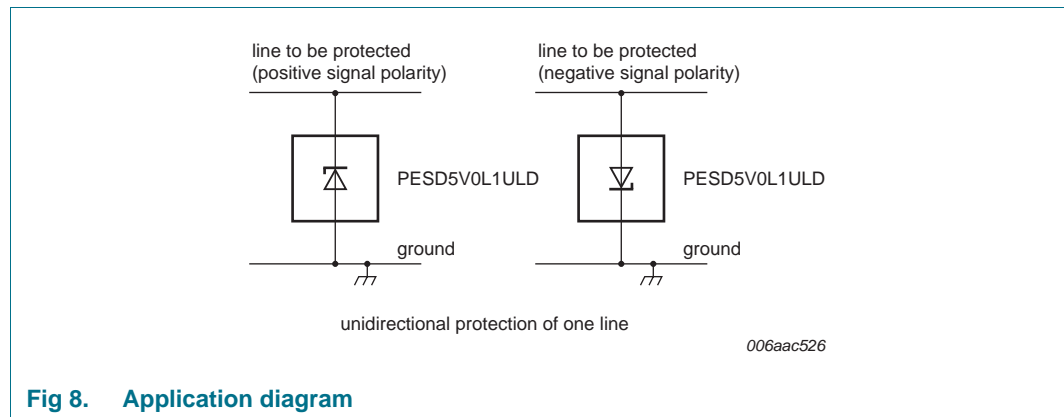 line to be protected
(positive signal polarity)
PESD5V0L1ULD
ground
line to be protected
(negative signal polarity)
PESD5V0L1ULD
ground
unidirectional protection of one line
006aac526
Fig 8. Application diagram